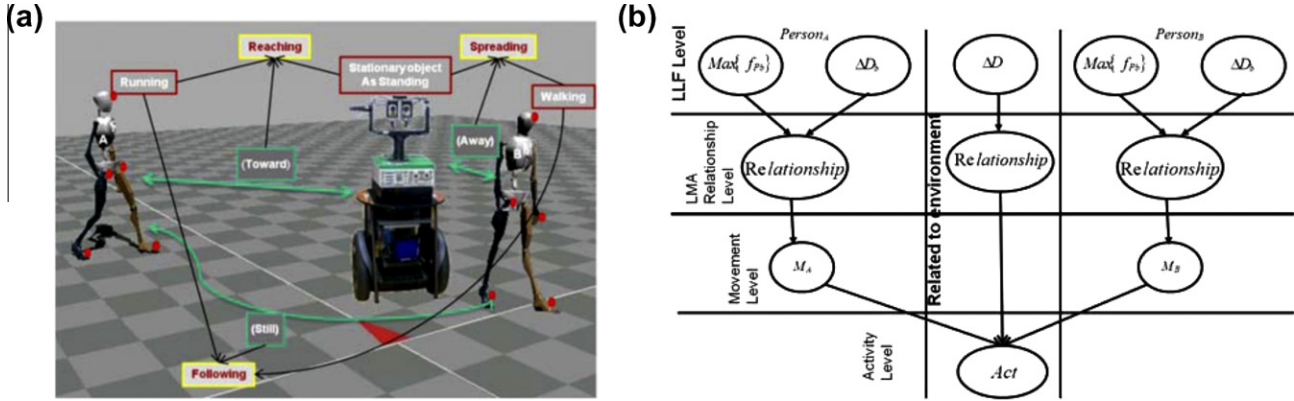 (a)
Reaching
Spreading
Running
Stationary object
As Standing
Walking
A
B
(Toward)
(Away)
(Still)
Following
(b)
LLF Level
Person_A
Person_B
Max{ f_Pb }
ΔD_b
ΔD
Max{ f_Pb }
ΔD_b
LMA
Relationship
Level
Relationship
Relationship
Relationship
Related to environment
Movement
Level
M_A
M_B
Activity
Level
Act